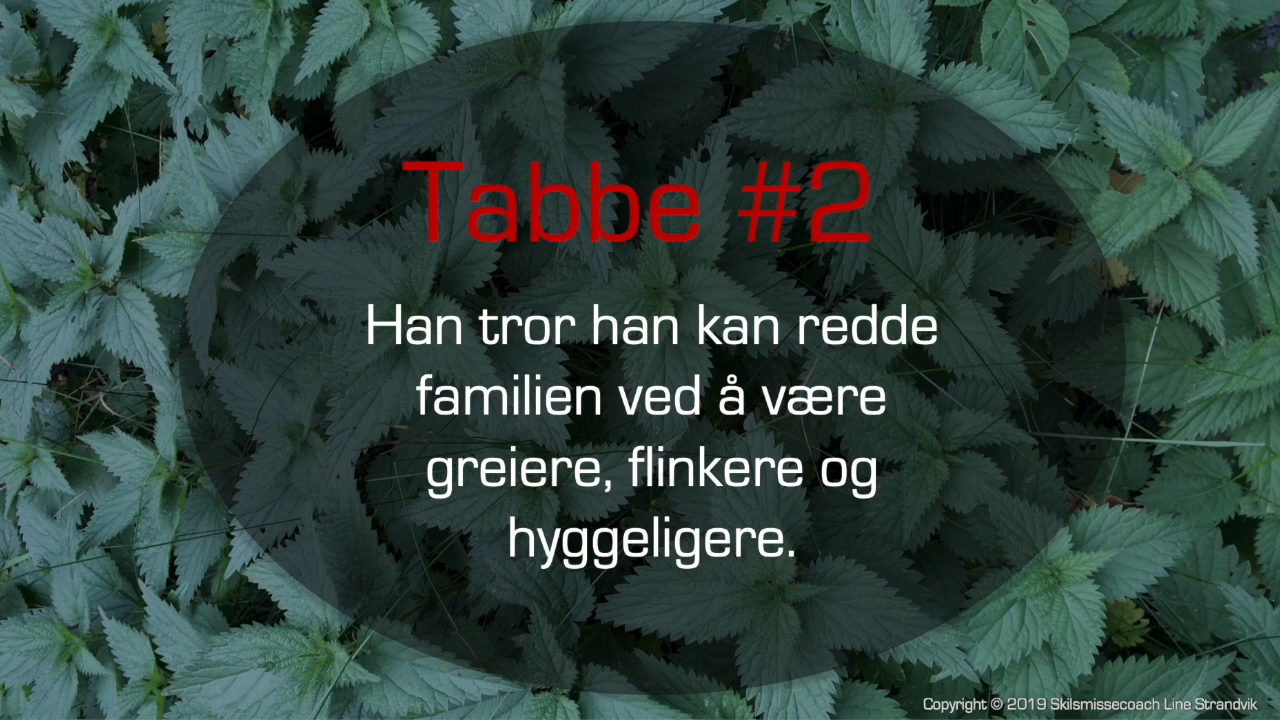 Tabbe #2
Han tror han kan redde
familien ved å være
greiere, flinkere og
hyggeligere.
Copyright © 2019 Skilsmissecoach Line Strandvik